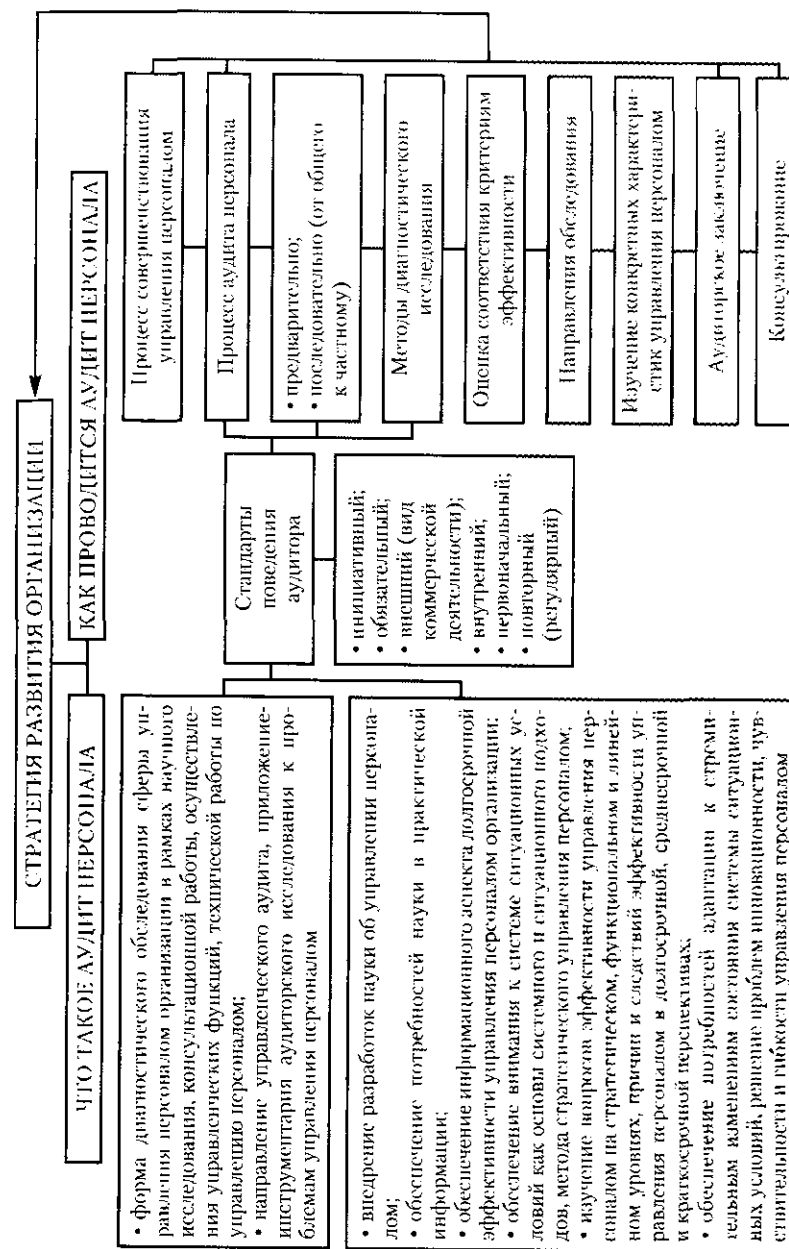 СТРАТЕГИЯ РАЗВИТИЯ ОРГАНИЗАЦИИ
ЧТО ТАКОЕ АУДИТ ПЕРСОНАЛА
КАК ПРОВОДИТСЯ АУДИТ ПЕРСОНАЛА
• форма диагностического обследования сферы уп-
равления персоналом организации в рамках научного
исследования, консультационной работы, осуществле-
ния управленческих функций, технической работы по
управлению персоналом;
• направление управленческого аудита, приложение
инструментария аудиторского исследования к про-
блемам управления персоналом
• внедрение разработок науки об управлении персона-
лом;
• обеспечение потребностей науки в практической
информации;
• обеспечение информационного аспекта долгосрочной
эффективности управления персоналом организации;
• обеспечение внимания к системе ситуационных ус-
ловий как основы системного и ситуационного подхо-
дов, метода стратегического управления персоналом;
• изучение вопросов эффективности управления пер-
соналом на стратегическом, функциональном и линей-
ном уровнях, причин и следствий эффективности уп-
равления персоналом в долгосрочной, среднесрочной
и краткосрочной перспективах;
• обеспечение потребностей адаптации к стреми-
тельным изменениям состояния системы ситуацион-
ных условий, решение проблем инновационности, чув-
ствительности и гибкости управления персоналом
Стандарты
поведения
аудитора
• инициативный;
• обязательный;
• внешний (вид
коммерческой
деятельности);
• внутренний;
• первоначальный;
• повторный
(регулярный)
Процесс совершенствования
управления персоналом
Процесс аудита персонала
• предварительно;
• последовательно (от общего
к частному)
Методы диагностического
исследования
Оценка соответствия критериям
эффективности
Направления обследования
Изучение конкретных характери-
стик управления персоналом
Аудиторское заключение
Консультирование